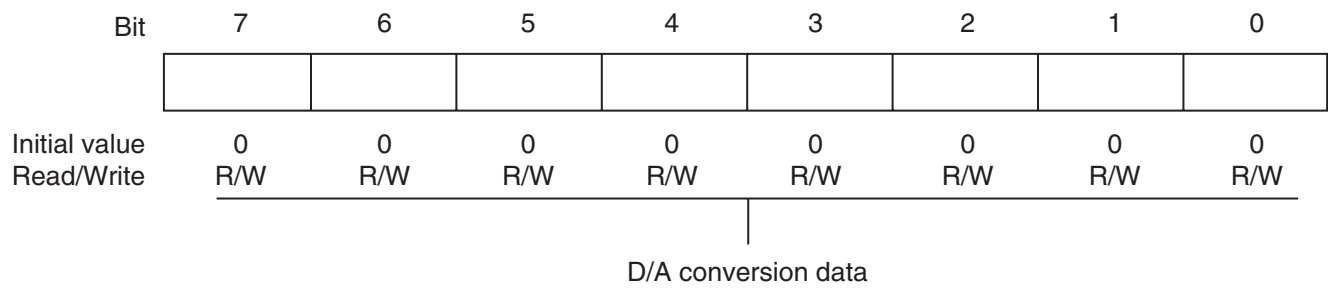 Bit 7 6 5 4 3 2 1 0
Initial value 0 0 0 0 0 0 0 0
Read/Write R/W R/W R/W R/W R/W R/W R/W R/W
D/A conversion data